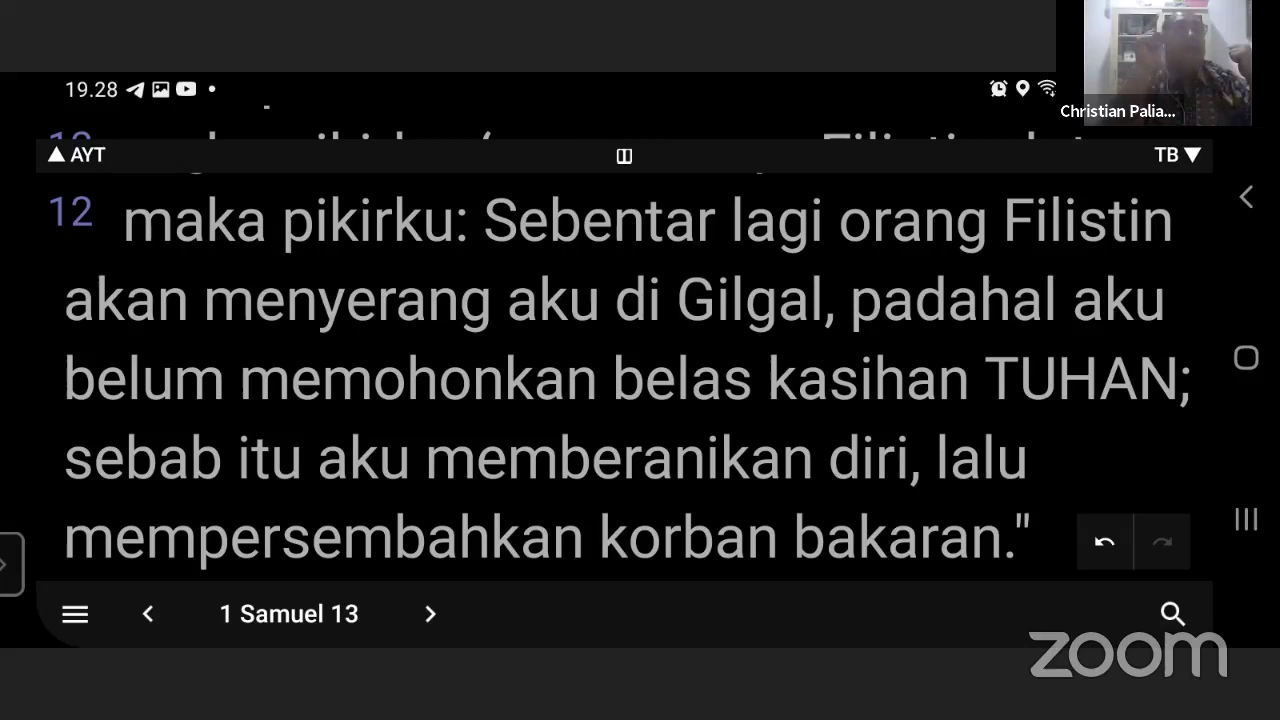 19.28
Christian Palia...
AYT
TB
12 maka pikirku: Sebentar lagi orang Filistin
akan menyerang aku di Gilgal, padahal aku
belum memohonkan belas kasihan TUHAN;
sebab itu aku memberanikan diri, lalu
mempersembahkan korban bakaran."
1 Samuel 13
zoom